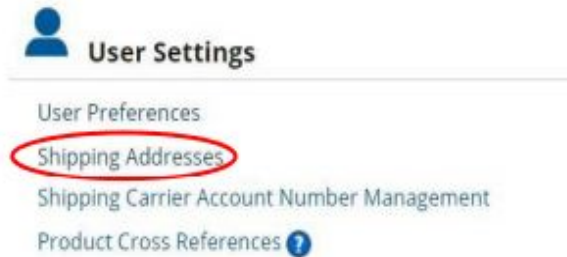 User Settings
User Preferences
Shipping Addresses
Shipping Carrier Account Number Management
Product Cross References ?